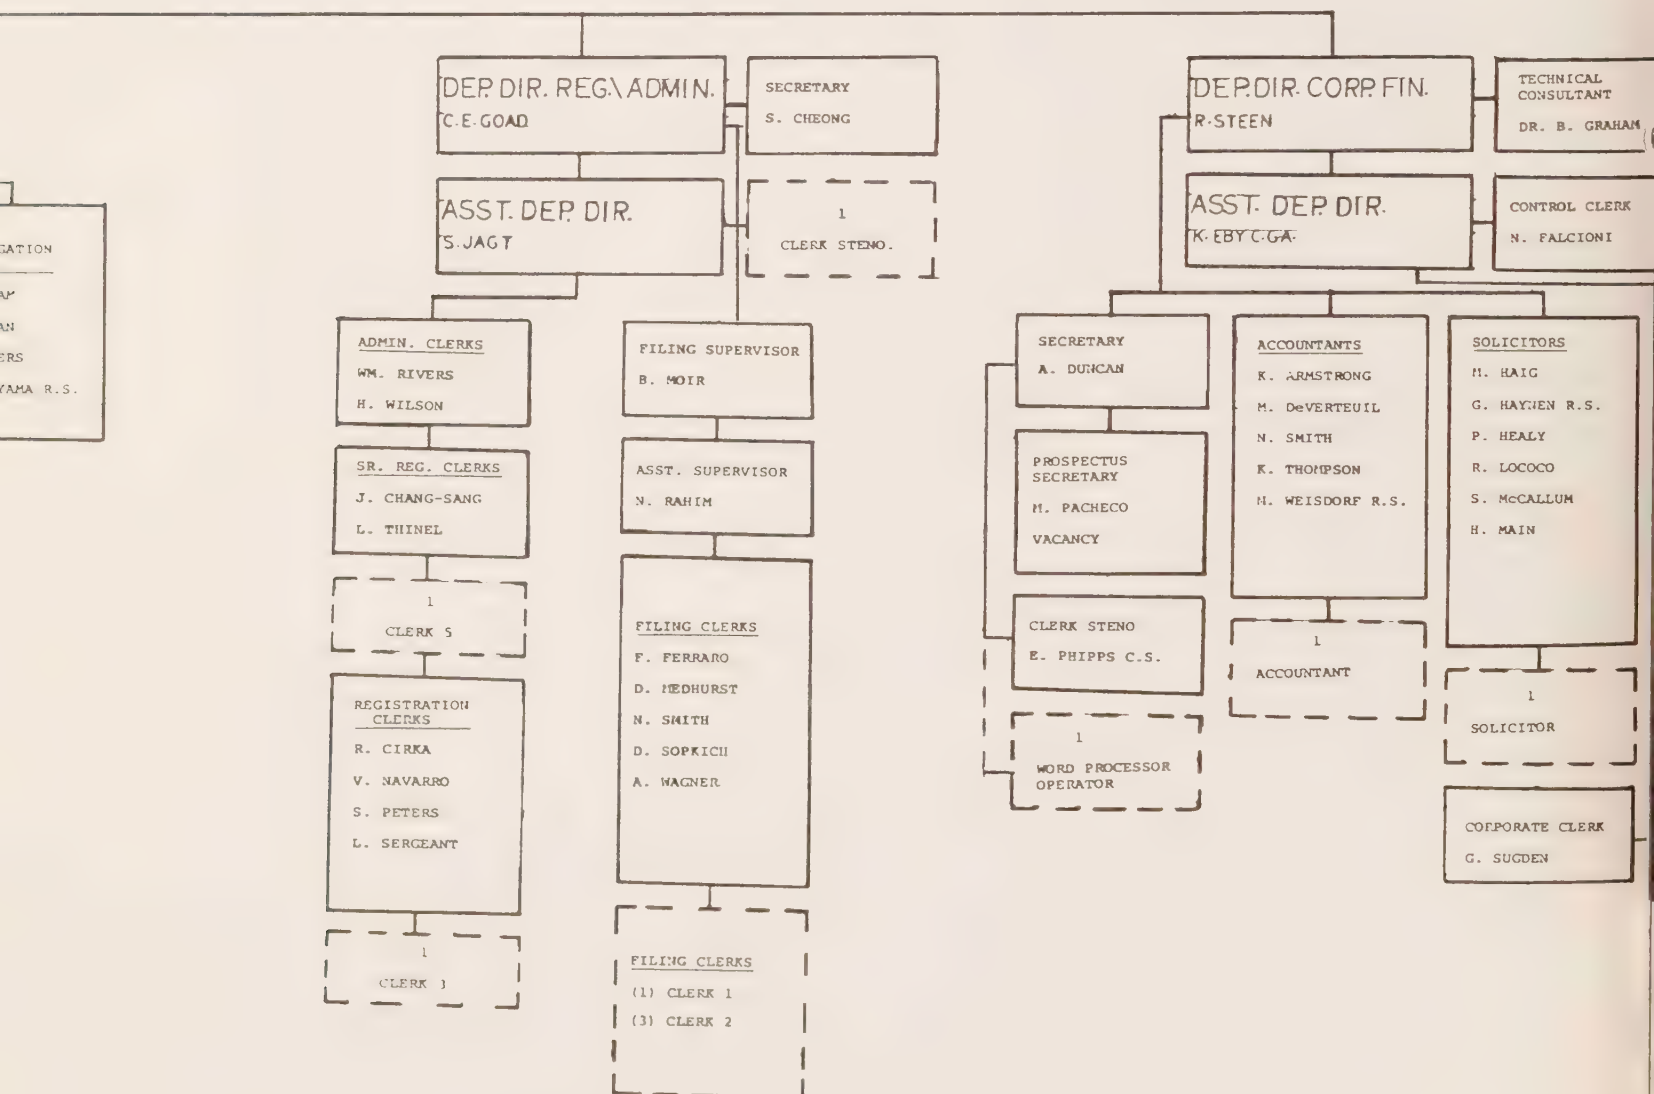 GATION
AN
ERS
YAMA R.S.
DEP. DIR. REG.\ADMIN.
C.E.GOAD
SECRETARY
S. CHEONG
ASST. DEP. DIR.
S.JAGT
1
CLERK STENO.
ADMIN. CLERKS
WM. RIVERS
H. WILSON
SR. REG. CLERKS
J. CHANG-SANG
L. THINEL
1
CLERK 5
REGISTRATION
CLERKS
R. CIRKA
V. NAVARRO
S. PETERS
L. SERGEANT
1
CLERK 3
FILING SUPERVISOR
B. MOIR
ASST. SUPERVISOR
N. RAHIM
FILING CLERKS
F. FERRARO
D. MEDHURST
N. SMITH
D. SOPKICH
A. WAGNER
FILING CLERKS
(1) CLERK 1
(3) CLERK 2
DEP. DIR. CORP. FIN.
R. STEEN
TECHNICAL
CONSULTANT
DR. B. GRAHAM
ASST. DEP. DIR.
K. EBY C.GA.
CONTROL CLERK
N. FALCIONI
SECRETARY
A. DUNCAN
PROSPECTUS
SECRETARY
M. PACHECO
VACANCY
CLERK STENO
E. PHIPPS C.S.
1
WORD PROCESSOR
OPERATOR
ACCOUNTANTS
K. ARMSTRONG
M. DeVERTEUIL
N. SMITH
K. THOMPSON
M. WEISDORF R.S.
1
ACCOUNTANT
SOLICITORS
M. HAIG
G. R.S.
P. HEALY
R. LOCOCO
S. McCALLUM
H. MAIN
1
SOLICITOR
CORPORATE CLERK
G. SUGDEN